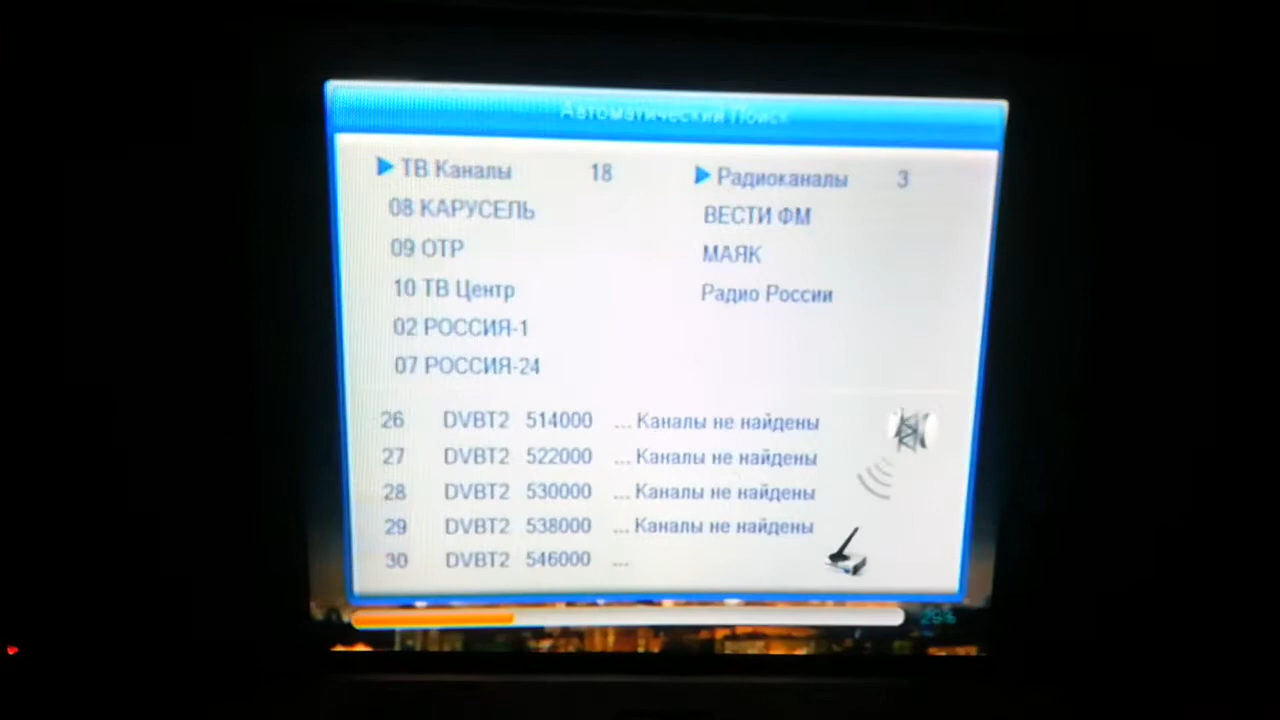 Автоматический Поиск
ТВ Каналы 18
08 КАРУСЕЛЬ
09 ОТР
10 ТВ Центр
02 РОССИЯ-1
07 РОССИЯ-24
Радиоканалы 3
ВЕСТИ ФМ
МАЯК
Радио России
26 DVBT2 514000 ... Каналы не найдены
27 DVBT2 522000 ... Каналы не найдены
28 DVBT2 530000 ... Каналы не найдены
29 DVBT2 538000 ... Каналы не найдены
30 DVBT2 546000 ...
29%